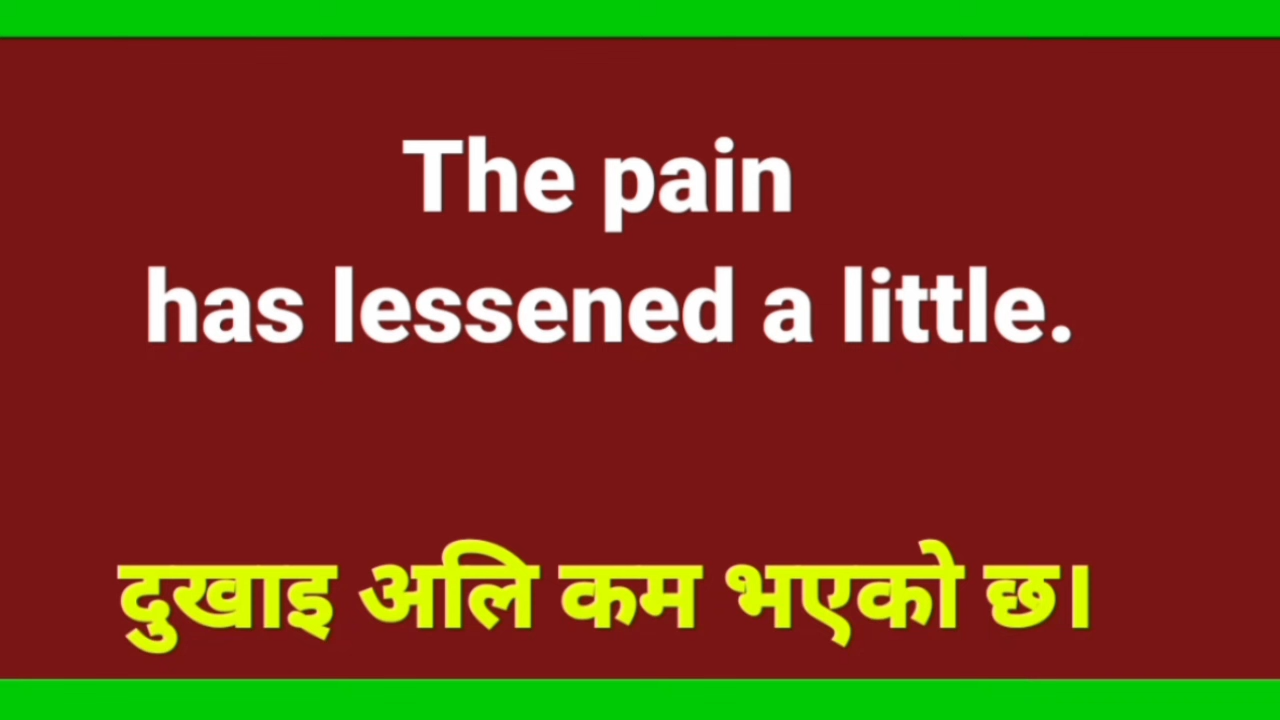 The pain
has lessened a little.
दुखाइ अलि कम भएको छ।